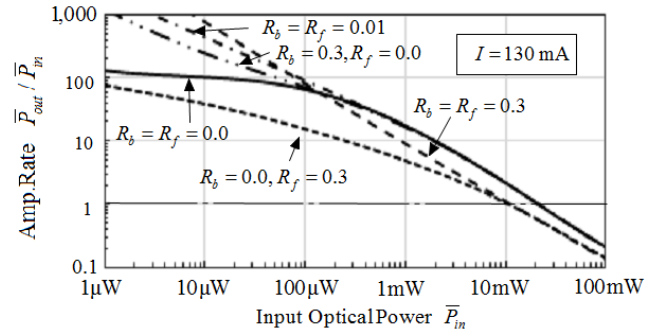 1,000
100
10
1
0.1
Amp.Rate P̅out / P̅in
Rb = Rf = 0.01
Rb = 0.3, Rf = 0.0
I = 130 mA
Rb = Rf = 0.3
Rb = Rf = 0.0
Rb = 0.0, Rf = 0.3
1μW 10μW 100μW 1mW 10mW 100mW
Input Optical Power P̅in